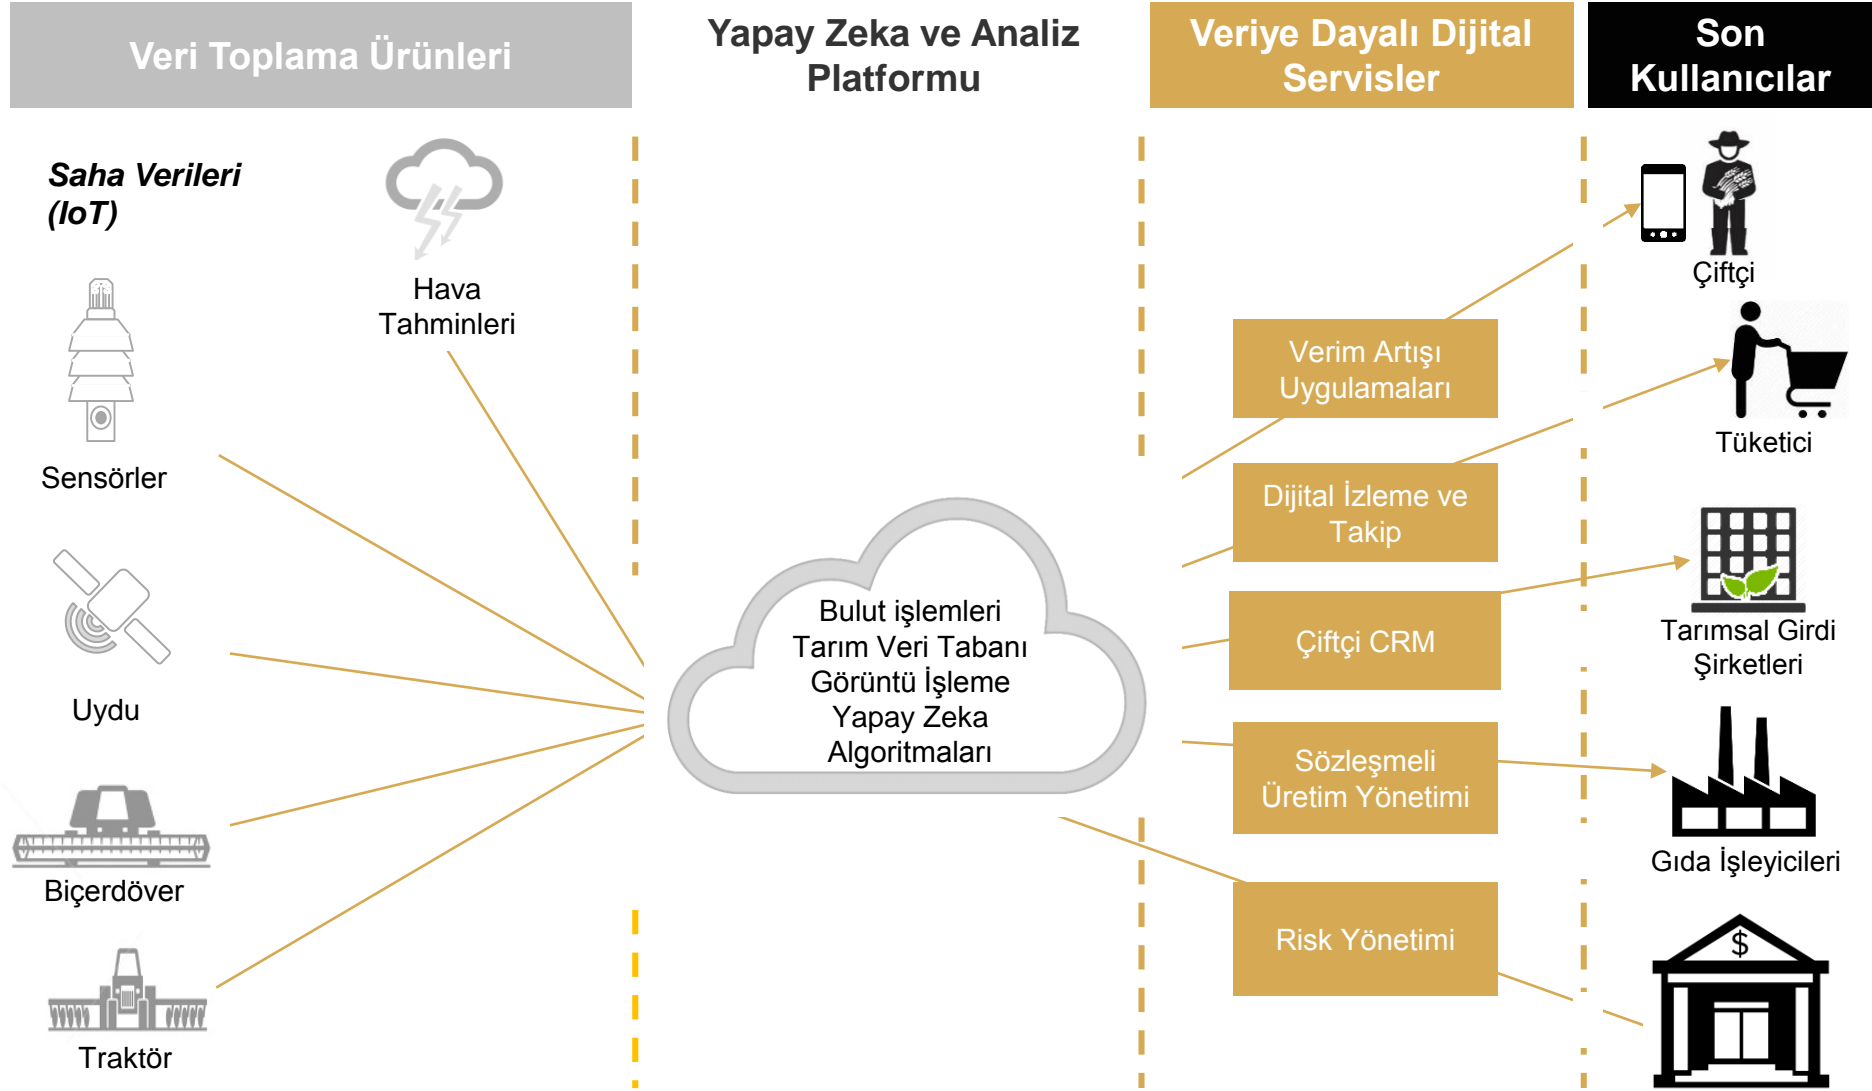 Veri Toplama Ürünleri
Yapay Zeka ve Analiz
Platformu
Veriye Dayalı Dijital
Servisler
Son
Kullanıcılar
Saha Verileri
(IoT)
Hava
Tahminleri
Sensörler
Uydu
Biçerdöver
Traktör
Bulut işlemleri
Tarım Veri Tabanı
Görüntü İşleme
Yapay Zeka
Algoritmaları
Verim Artışı
Uygulamaları
Dijital İzleme ve
Takip
Çiftçi CRM
Sözleşmeli
Üretim Yönetimi
Risk Yönetimi
Çiftçi
Tüketici
Tarımsal Girdi
Şirketleri
Gıda İşleyicileri
$